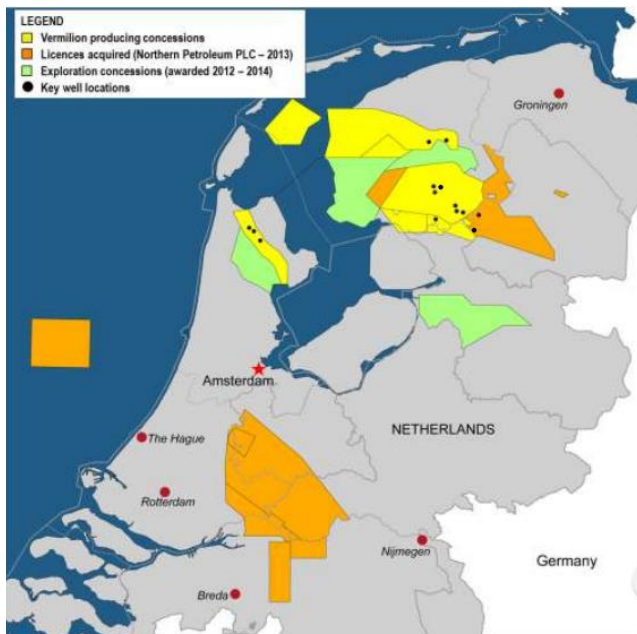 LEGEND
Vermilion producing concessions
Licences acquired (Northern Petroleum PLC – 2013)
Exploration concessions (awarded 2012 – 2014)
Key well locations
Groningen
Amsterdam
NETHERLANDS
The Hague
Rotterdam
Nijmegen
Germany
Breda